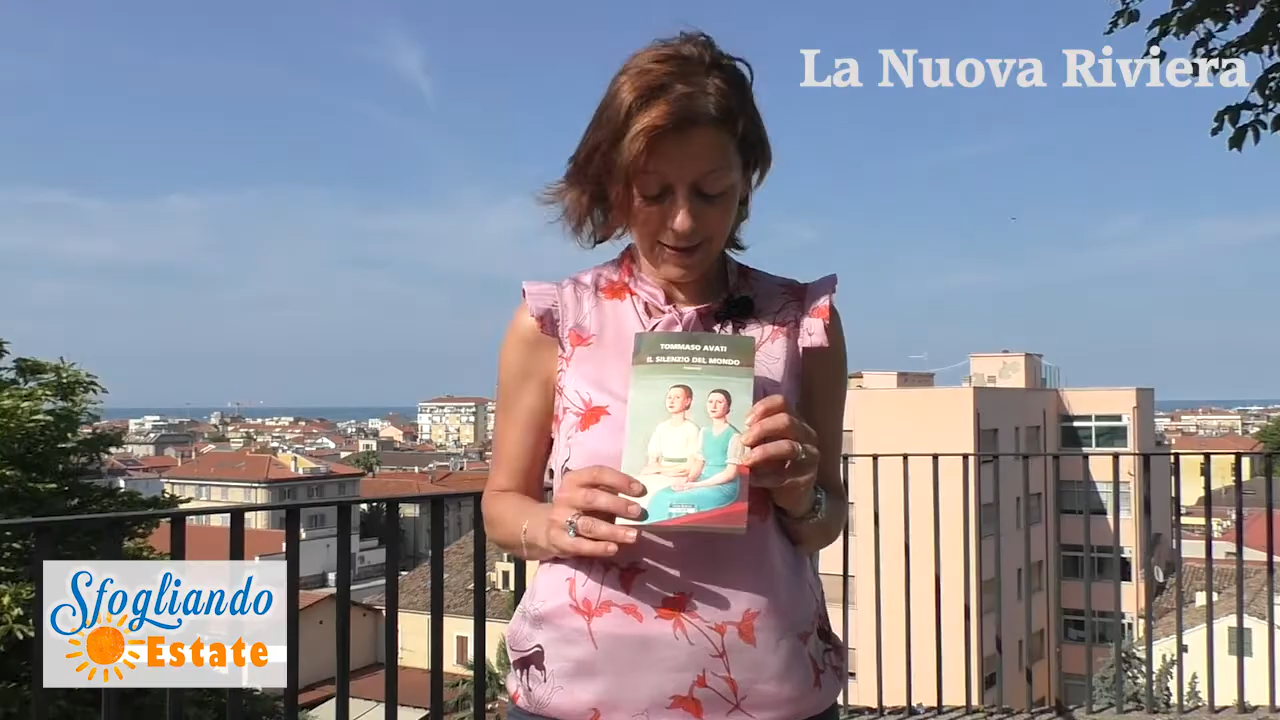 La Nuova Riviera
TOMMASO AVATI
IL SILENZIO DEL MONDO
Sfogliando
Estate